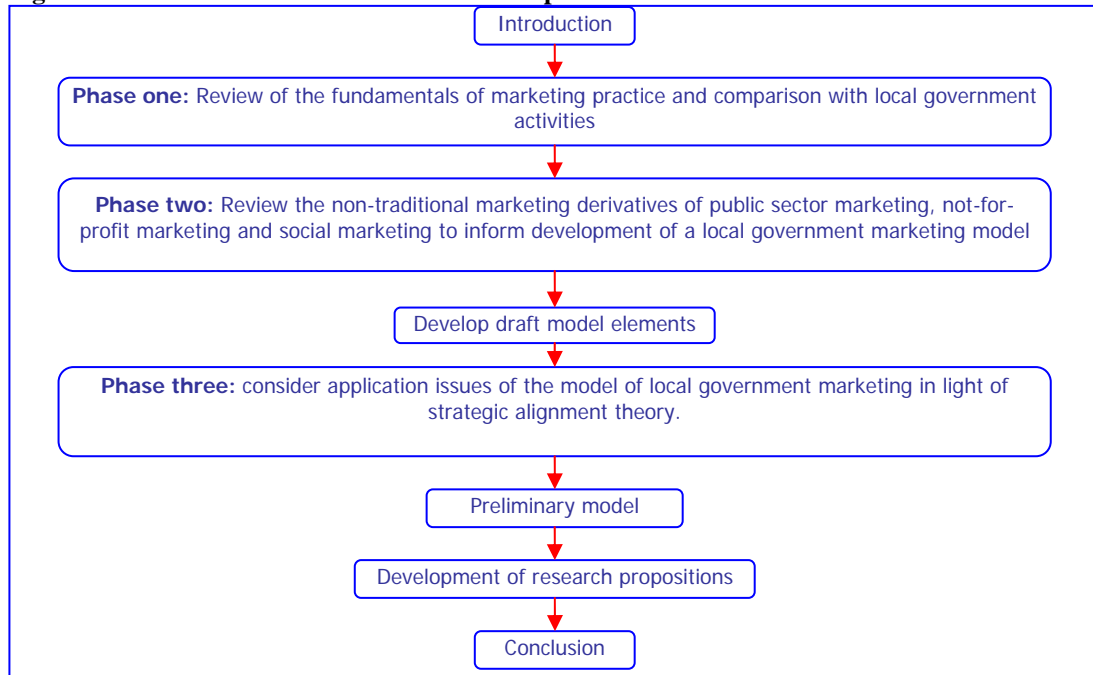 Introduction
Phase one: Review of the fundamentals of marketing practice and comparison with local government
activities
Phase two: Review the non-traditional marketing derivatives of public sector marketing, not-for-
profit marketing and social marketing to inform development of a local government marketing model
Develop draft model elements
Phase three: consider application issues of the model of local government marketing in light of
strategic alignment theory.
Preliminary model
Development of research propositions
Conclusion